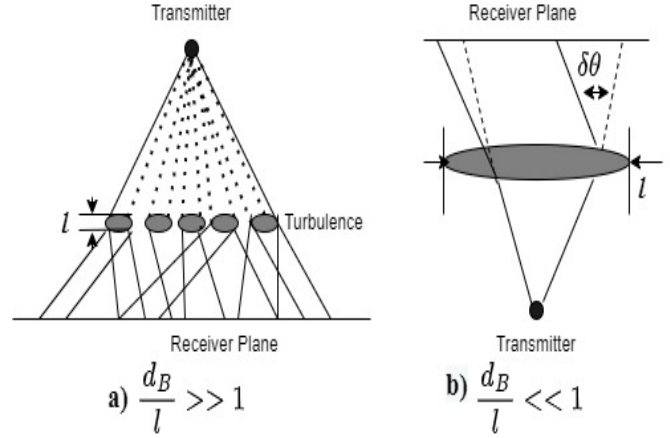 Transmitter
l
Turbulence
Receiver Plane
a) d_B/l >> 1
Receiver Plane
δθ
l
Transmitter
b) d_B/l << 1